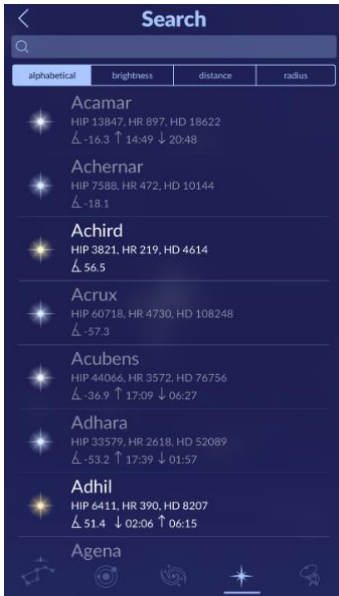 Search
alphabetical brightness distance radius
Acamar
HIP 13847, HR 897, HD 18622
∡ -16.3 ↑ 14:49 ↓ 20:48
Achernar
HIP 7588, HR 472, HD 10144
∡ -18.1
Achird
HIP 3821, HR 219, HD 4614
∡ 56.5
Acrux
HIP 60718, HR 4730, HD 108248
∡ -57.3
Acubens
HIP 44066, HR 3572, HD 76756
∡ -36.9 ↑ 17:09 ↓ 06:27
Adhara
HIP 33579, HR 2618, HD 52089
∡ -53.2 ↑ 17:39 ↓ 01:57
Adhil
HIP 6411, HR 390, HD 8207
∡ 51.4 ↓ 02:06 ↑ 06:15
Agena